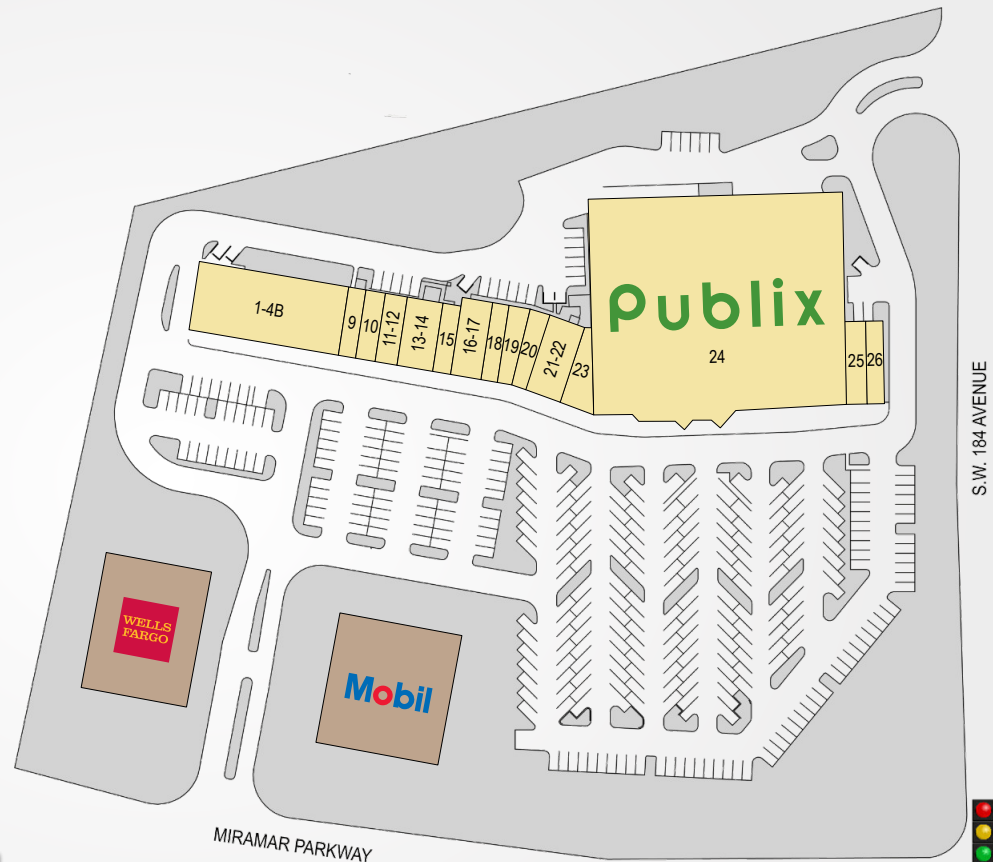 Publix
1-4B
9
10
11-12
13-14
15
16-17
18
19
20
21-22
23
24
25
26
S.W. 184 AVENUE
WELLS
FARGO
Mobil
MIRAMAR PARKWAY